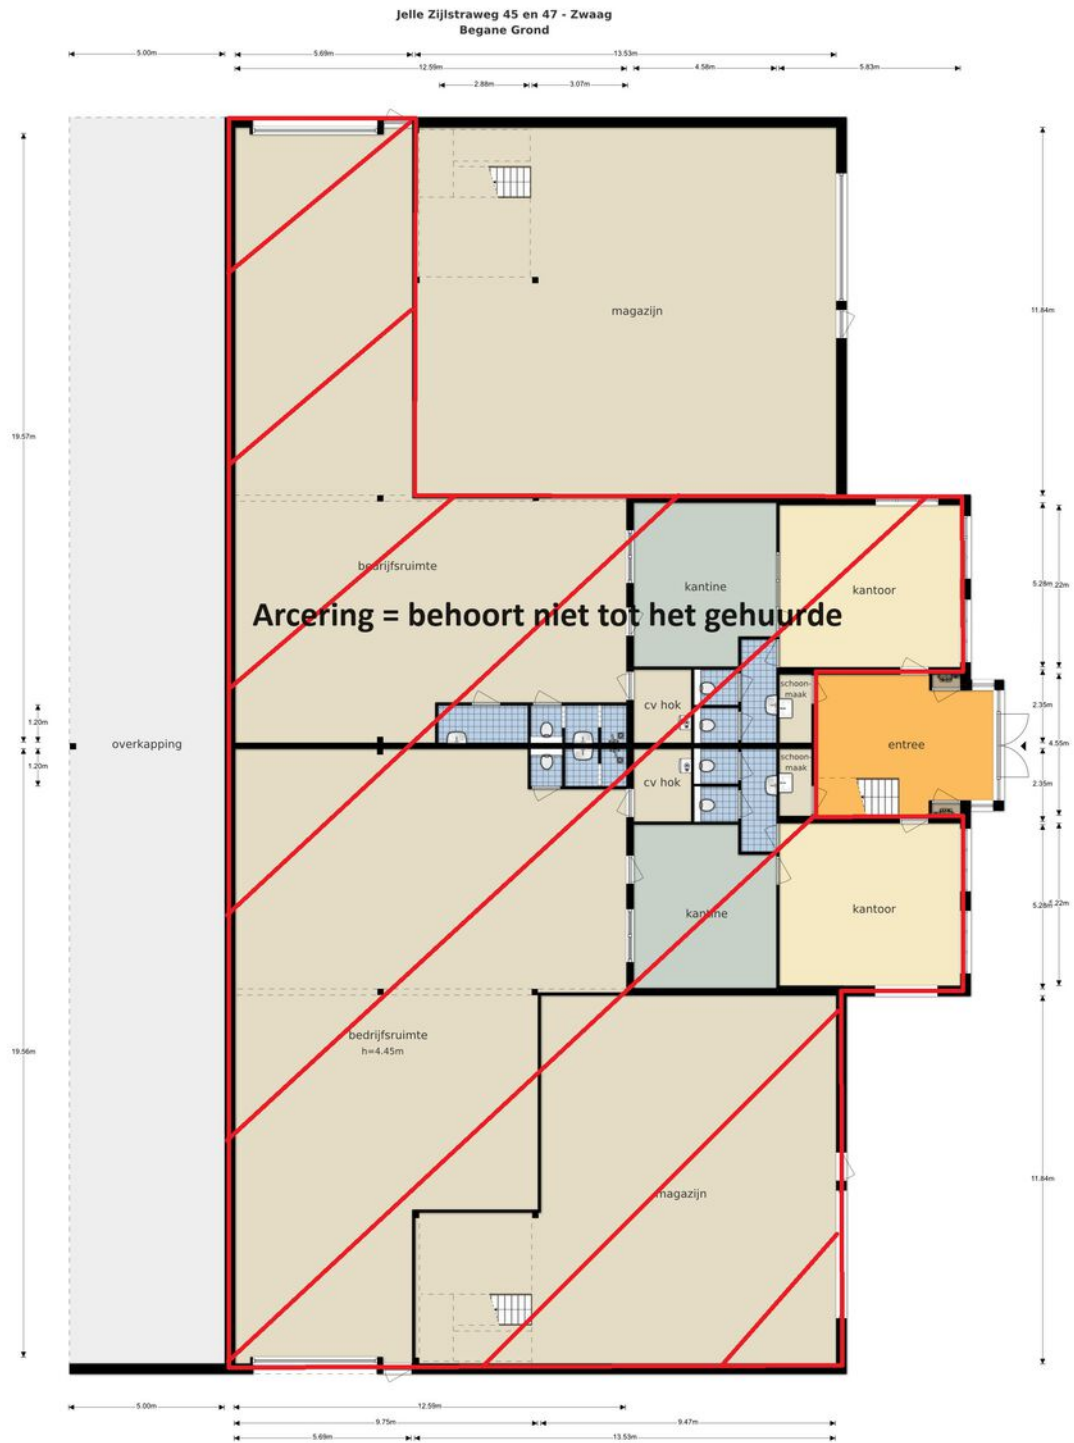 Jelle Zijlstraweg 45 en 47 - Zwaag
Begane Grond
5.00m
5.69m
13.53m
12.59m
4.58m
5.83m
2.88m
3.07m
magazijn
11.84m
19.57m
bedrijfsruimte
kantine
kantoor
5.28m
Arcering = behoort niet tot het gehuurde
cv hok
schoon-
maak
2.35m
1.20m
overkapping
entree
4.55m
1.20m
cv hok
schoon-
maak
2.35m
kantine
kantoor
5.28m
bedrijfsruimte
h=4.45m
19.56m
magazijn
11.84m
5.00m
12.59m
9.75m
9.47m
5.69m
13.53m